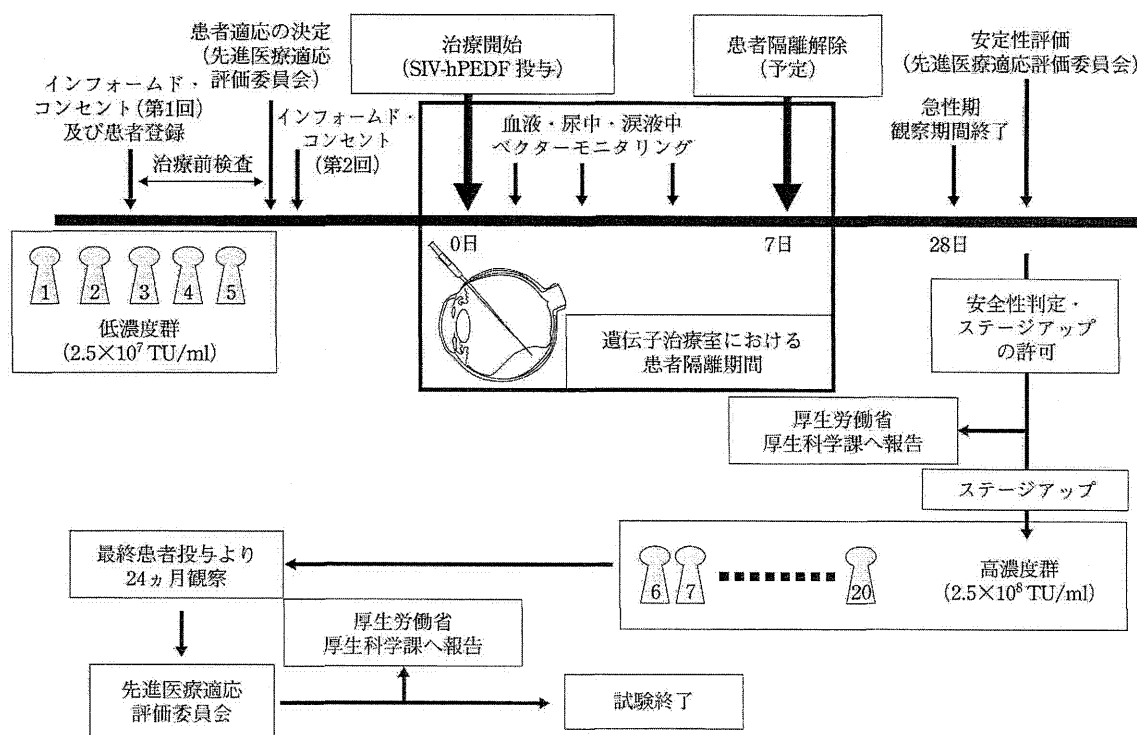 患者適応の決定
(先進医療適応
評価委員会)
インフォームド・
コンセント(第1回)
及び患者登録
治療前検査
インフォームド・
コンセント
(第2回)
治療開始
(SIV-hPEDF 投与)
血液・尿中・涙液中
ベクターモニタリング
患者隔離解除
(予定)
安定性評価
(先進医療適応評価委員会)
急性期
観察期間終了
0日
7日
28日
1 2 3 4 5
低濃度群
(2.5×10⁷ TU/ml)
遺伝子治療室における
患者隔離期間
安全性判定・
ステージアップ
の許可
厚生労働省
厚生科学課へ報告
ステージアップ
6 7 20
高濃度群
(2.5×10⁸ TU/ml)
最終患者投与より
24ヵ月観察
厚生労働省
厚生科学課へ報告
先進医療適応
評価委員会
試験終了